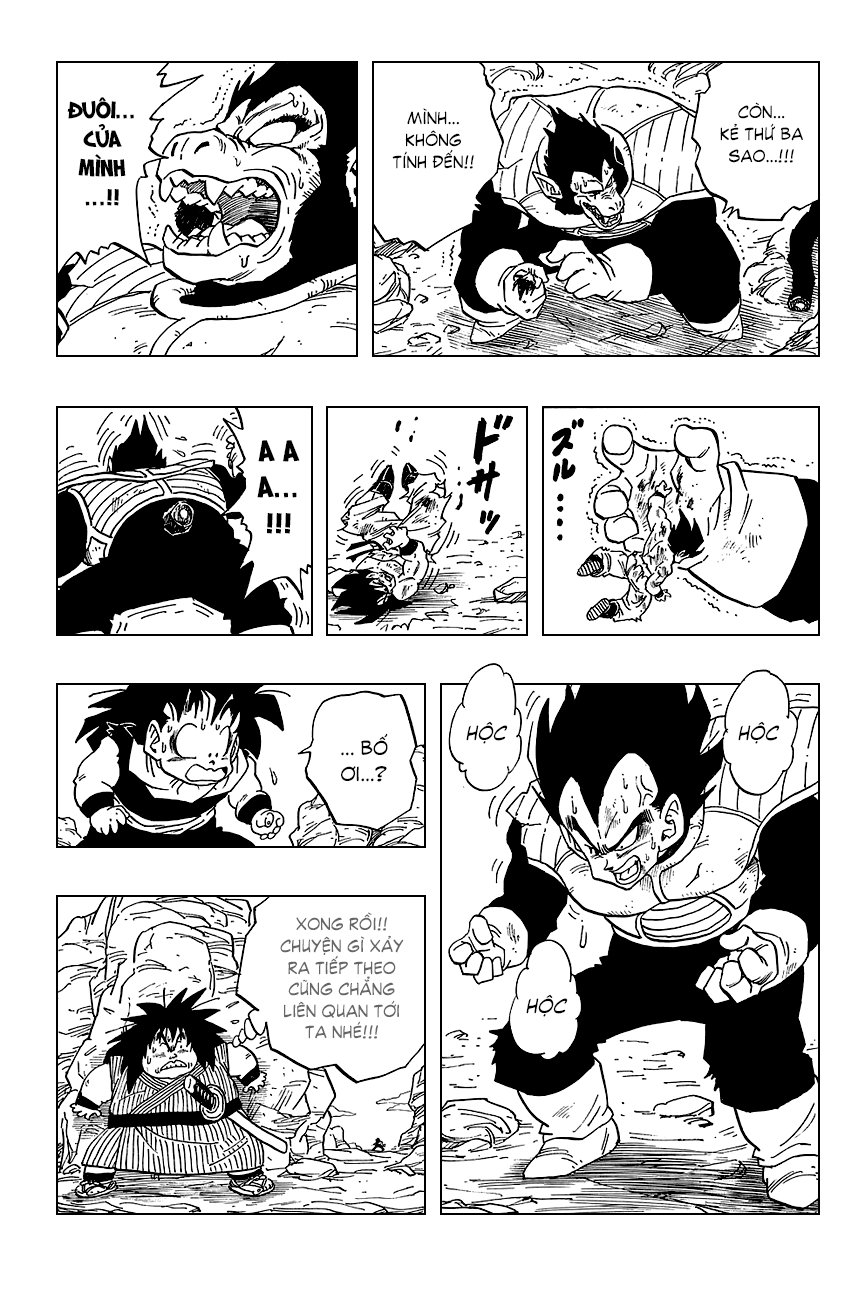 CÒN...
KẺ THỨ BA
SAO...!!!
MÌNH...
KHÔNG
TÍNH ĐẾN!!
ĐUÔI...
CỦA
MÌNH
...!!
ズル....
ドサッ
A A
A...
!!!
HỘC
HỘC
HỘC
... BỐ
ƠI...?
XONG RỒI!!
CHUYỆN GÌ XẢY
RA TIẾP THEO
CŨNG CHẲNG
LIÊN QUAN TỚI
TA NHÉ!!!